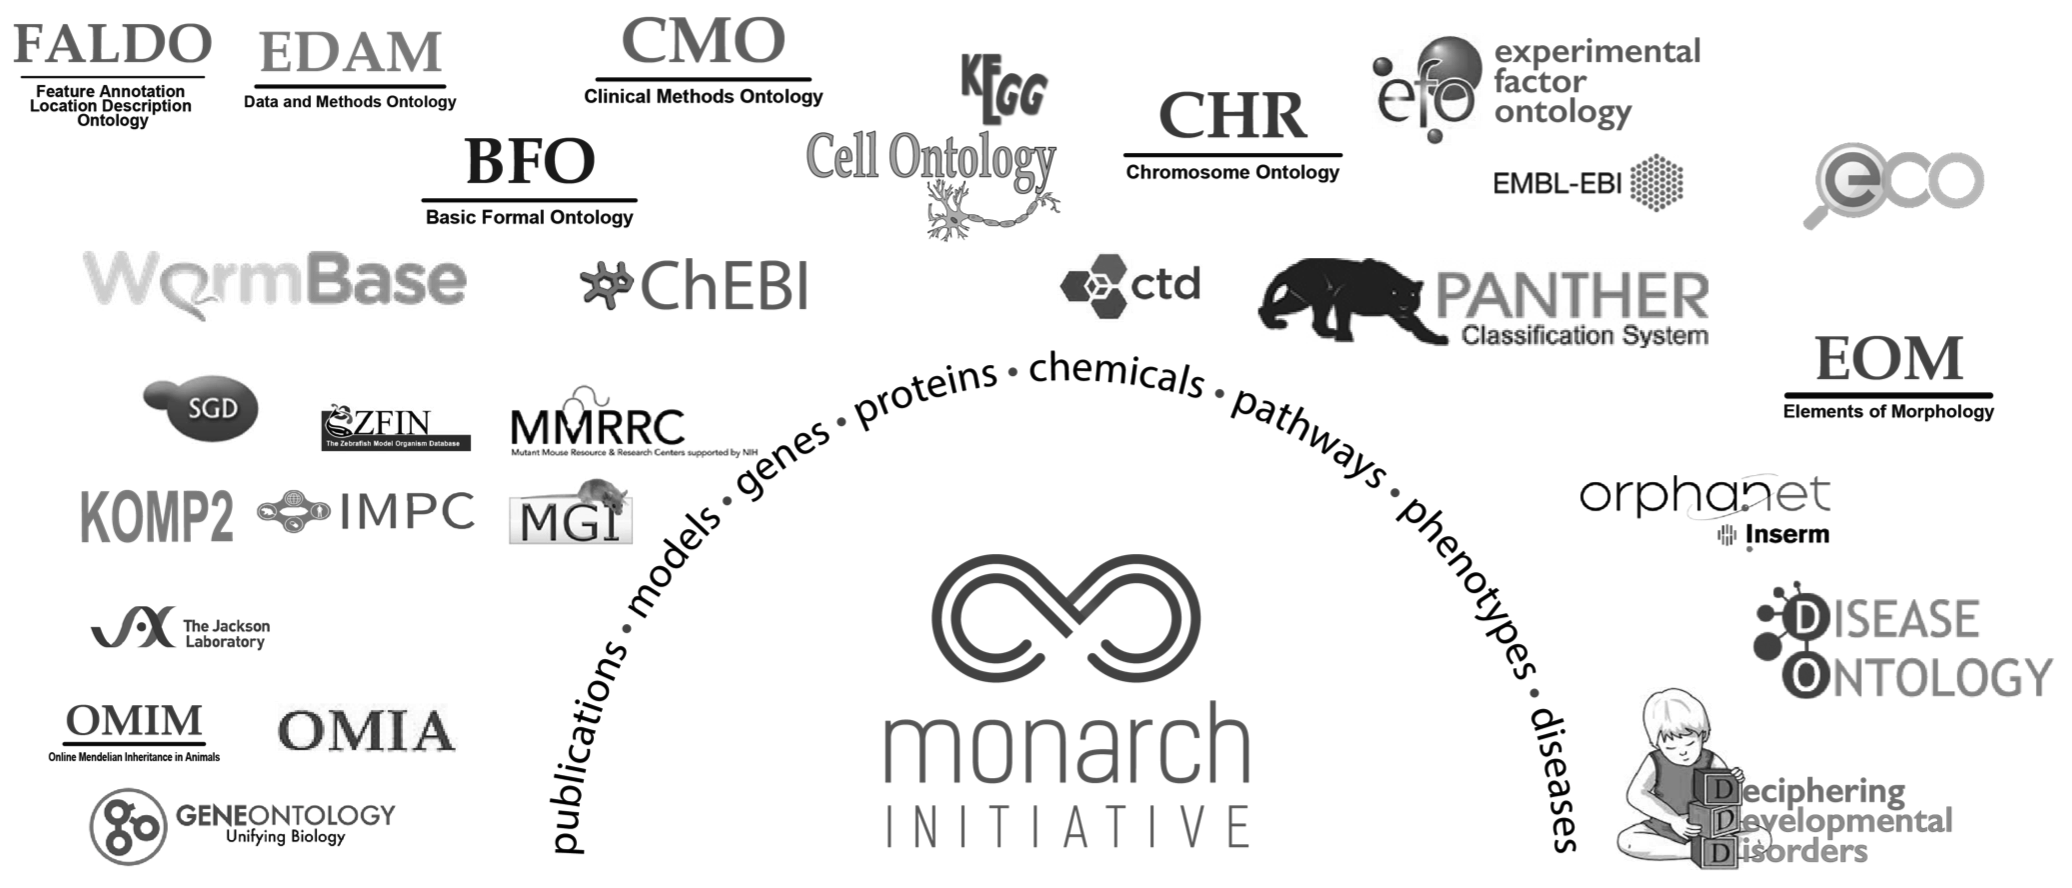 FALDO
Feature Annotation
Location Description
Ontology
EDAM
Data and Methods Ontology
CMO
Clinical Methods Ontology
KEGG
CHR
Chromosome Ontology
efo
experimental
factor
ontology
BFO
Basic Formal Ontology
Cell Ontology
EMBL-EBI
eco
WormBase
ChEBI
ctd
PANTHER
Classification System
EOM
Elements of Morphology
SGD
ZFIN
The Zebrafish Model Organism Database
MMRRC
Mutant Mouse Resource & Research Centers supported by NIH
KOMP2
IMPC
MGI
orphanet
Inserm
JAX
The Jackson
Laboratory
DISEASE
ONTOLOGY
OMIM
Online Mendelian Inheritance in Animals
OMIA
GO
GENEONTOLOGY
Unifying Biology
publications • models • genes • proteins • chemicals • pathways • phenotypes • diseases
monarch
INITIATIVE
Deciphering
Developmental
Disorders